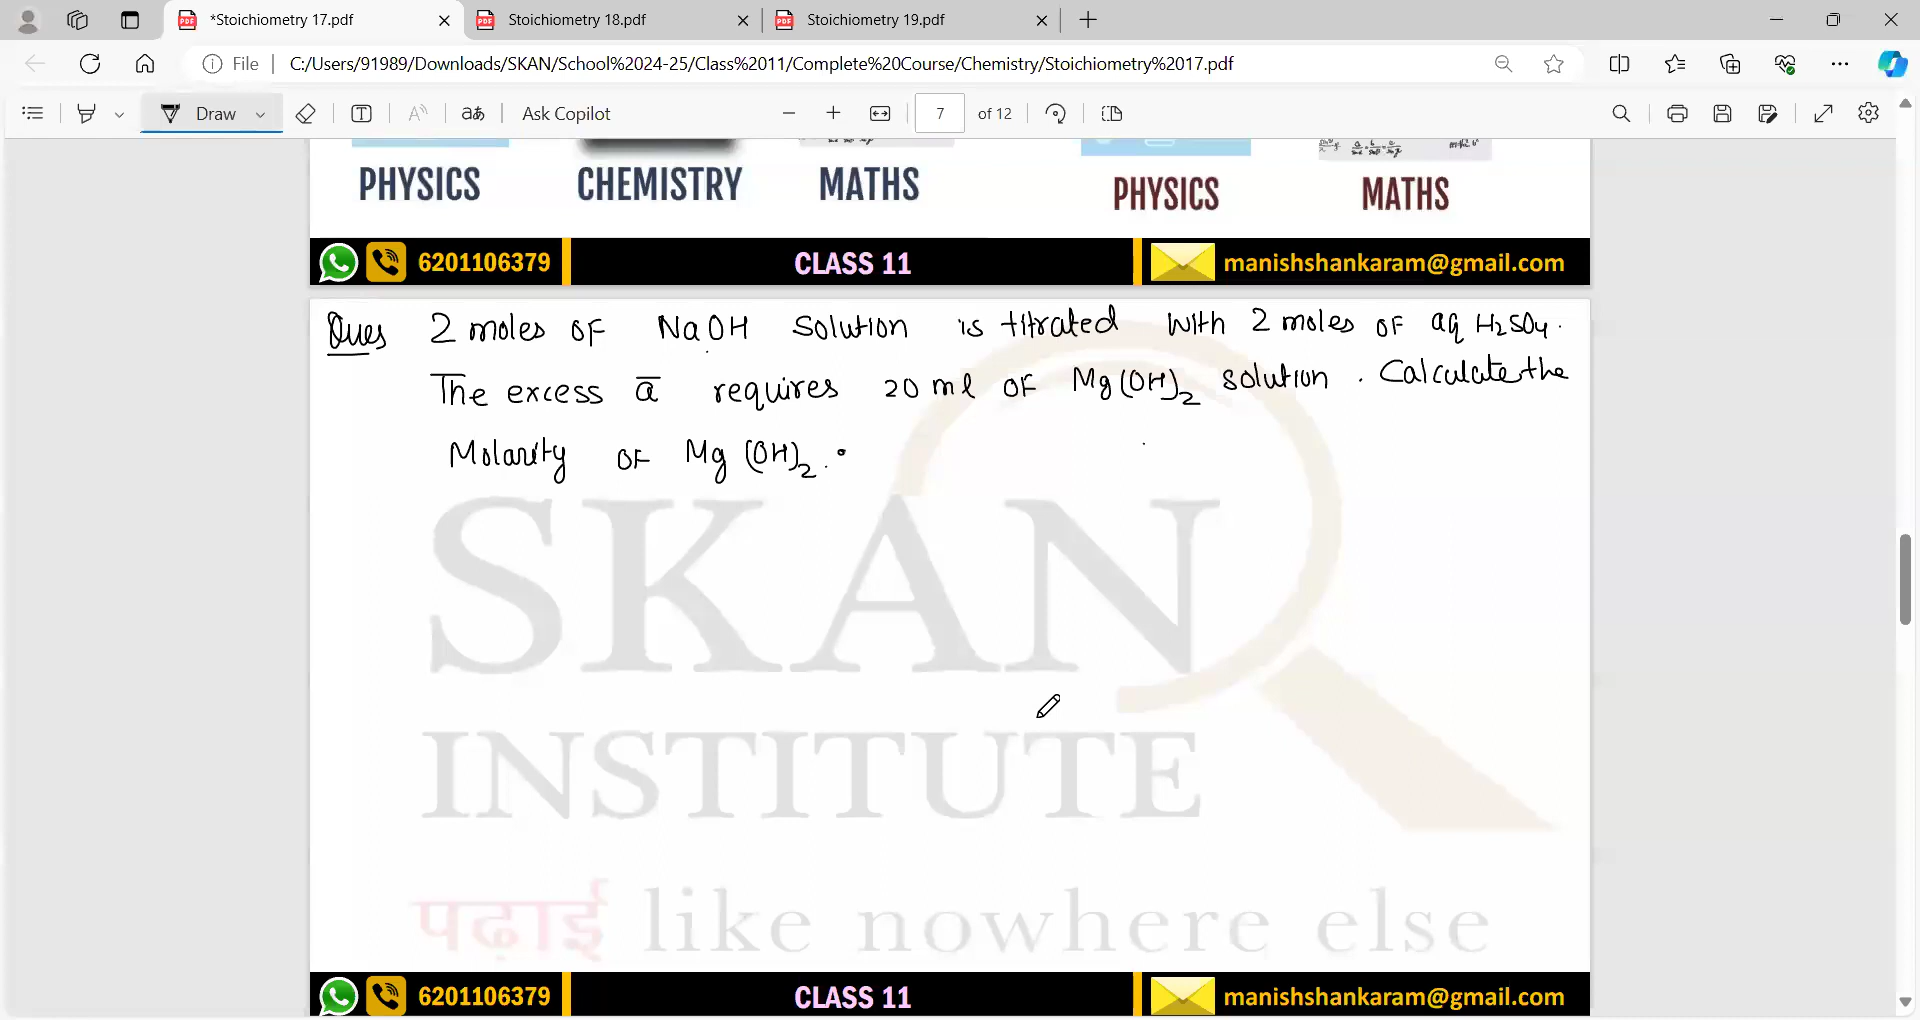 *Stoichiometry 17.pdf
Stoichiometry 18.pdf
Stoichiometry 19.pdf
File
C:/Users/91989/Downloads/SKAN/School%2024-25/Class%2011/Complete%20Course/Chemistry/Stoichiometry%2017.pdf
Draw
aあ
Ask Copilot
7 of 12
PHYSICS CHEMISTRY MATHS PHYSICS MATHS
6201106379 CLASS 11 manishshankaram@gmail.com
Ques 2 moles of NaOH solution is titrated with 2 moles of aq H₂SO₄.
The excess a̅ requires 20 ml of Mg(OH)₂ solution. Calculate the
Molarity of Mg(OH)₂.
SKAN
INSTITUTE
पढ़ाई like nowhere else
6201106379 CLASS 11 manishshankaram@gmail.com